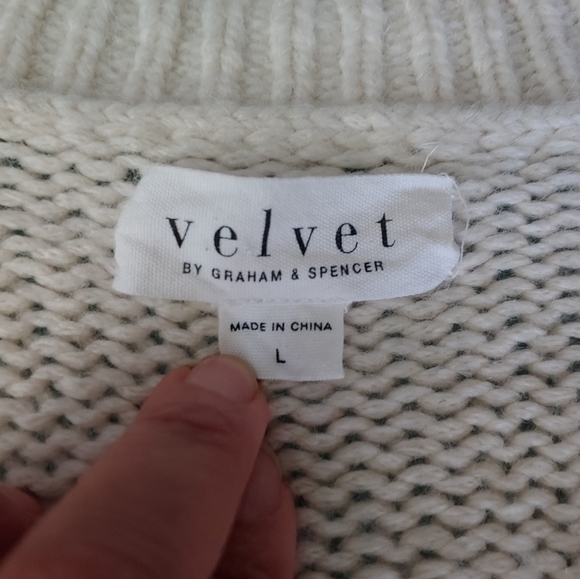 velvet
BY GRAHAM & SPENCER
MADE IN CHINA
L